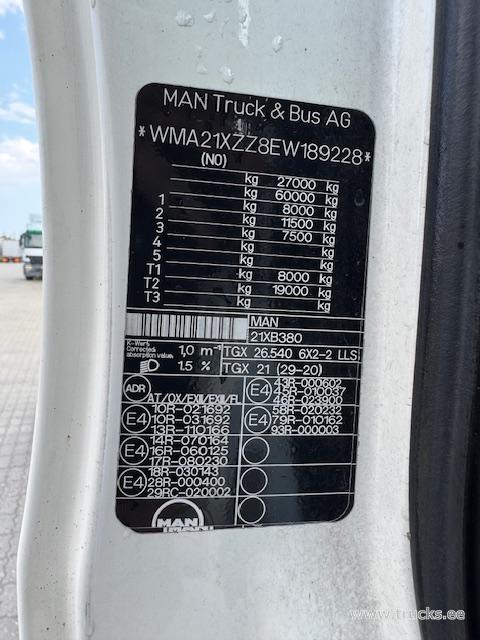 MAN Truck & Bus AG
*WMA21XZZ8EW189228*
(N0)
kg 27000 kg
kg 60000 kg
1 kg 8000 kg
2 kg 11500 kg
3 kg 7500 kg
4 kg kg
5 kg kg
T1 kg 8000 kg
T2 kg 19000 kg
T3 kg kg
MAN
21XB380
K-Wert
Corrected
absorption value
1,0 m⁻¹
TGX 26.540 6X2-2 LLS
1.5 %
TGX 21 (29-20)
ADR
AT/OX/EXII/EXIII/FL
E4
10R-021692
10R-031692
13R-110166
E4
14R-070164
16R-060125
17R-080230
E4
18R-030143
28R-000400
29RC-020002
E4
43R-000602
46R-023900
E4
58R-020232
79R-010162
93R-000003
MAN
www.trucks.ee